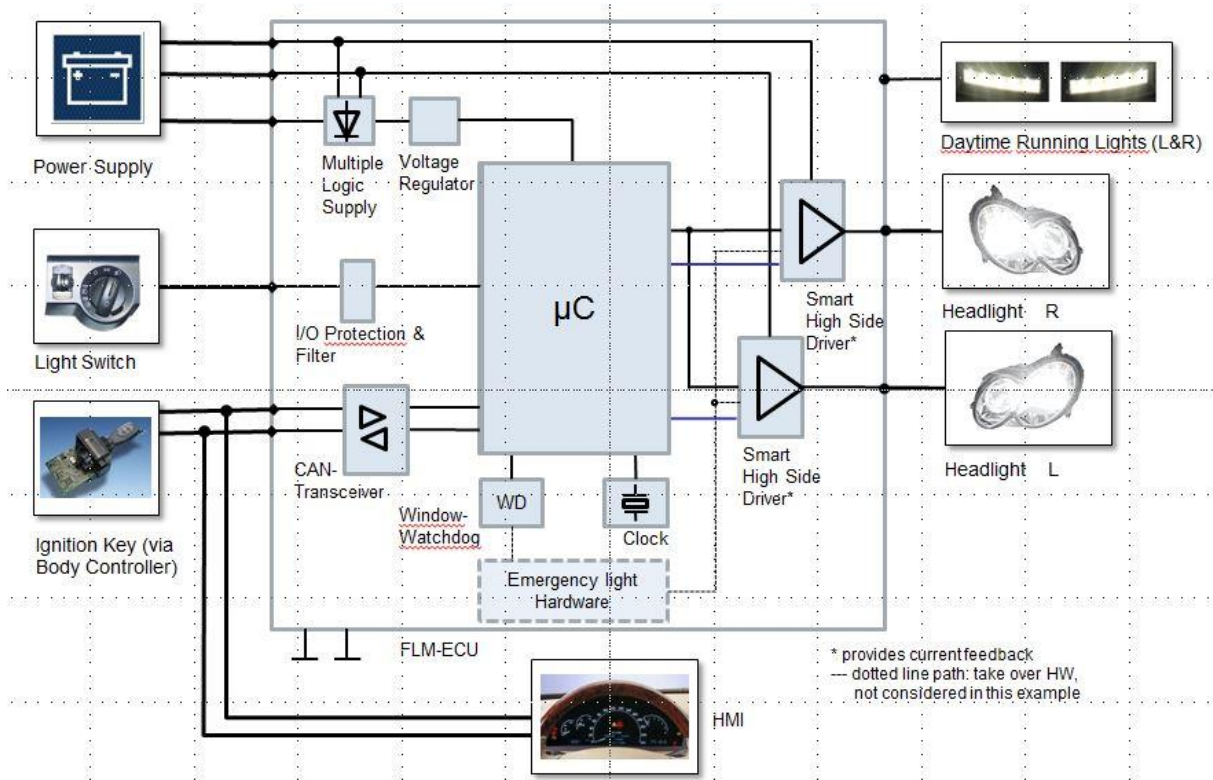 Power Supply
Multiple
Logic
Supply
Voltage
Regulator
Daytime Running Lights (L&R)
Light Switch
I/O Protection &
Filter
µC
Smart
High Side
Driver*
Headlight R
Ignition Key (via
Body Controller)
CAN-
Transceiver
Window-
Watchdog
WD
Clock
Smart
High Side
Driver*
Headlight L
Emergency light
Hardware
FLM-ECU
* provides current feedback
--- dotted line path: take over HW,
not considered in this example
HMI